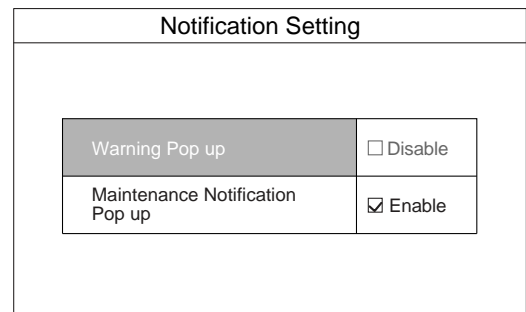 Notification Setting
Warning Pop up
Disable
Maintenance Notification
Pop up
Enable